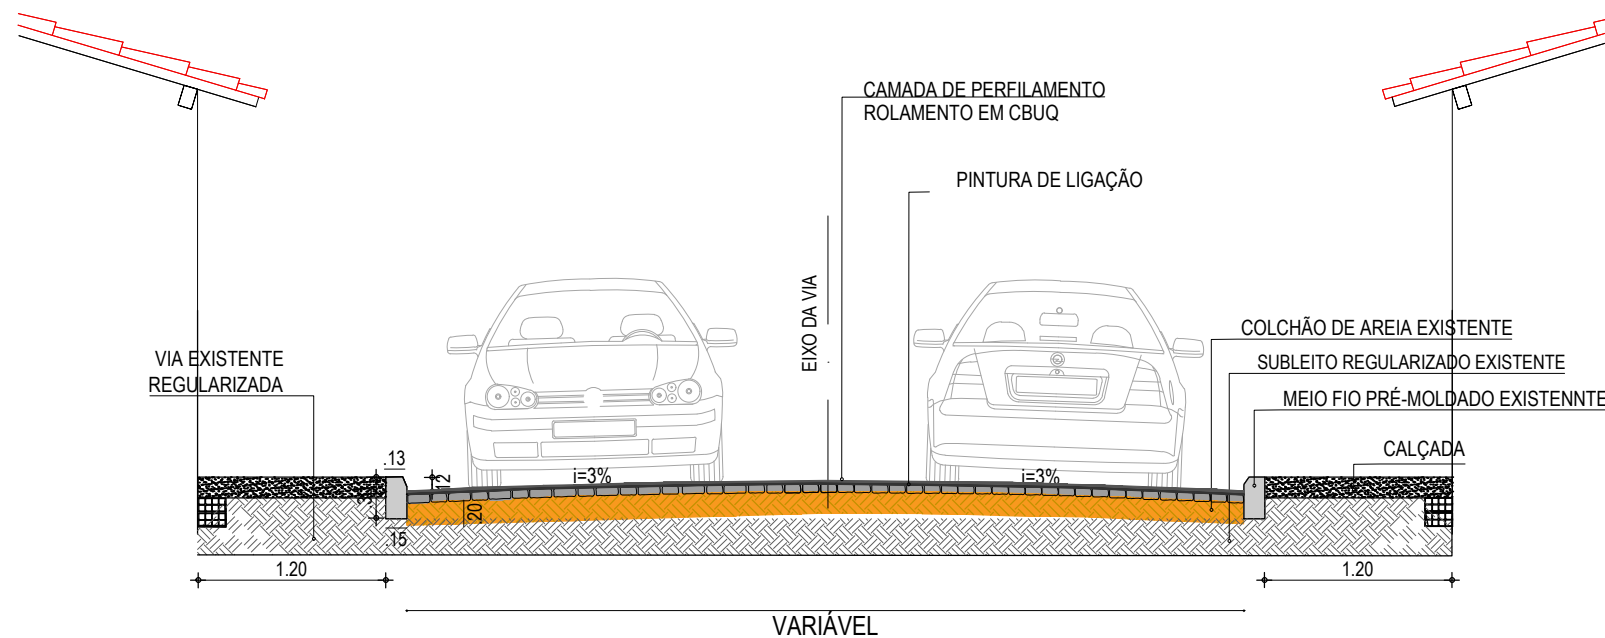 CAMADA DE PERFILAMENTO
ROLAMENTO EM CBUQ
PINTURA DE LIGAÇÃO
EIXO DA VIA
COLCHÃO DE AREIA EXISTENTE
VIA EXISTENTE
REGULARIZADA
SUBLEITO REGULARIZADO EXISTENTE
MEIO FIO PRÉ-MOLDADO EXISTENNTE
CALÇADA
.13
.12
i=3%
i=3%
.20
.15
1.20
1.20
VARIÁVEL